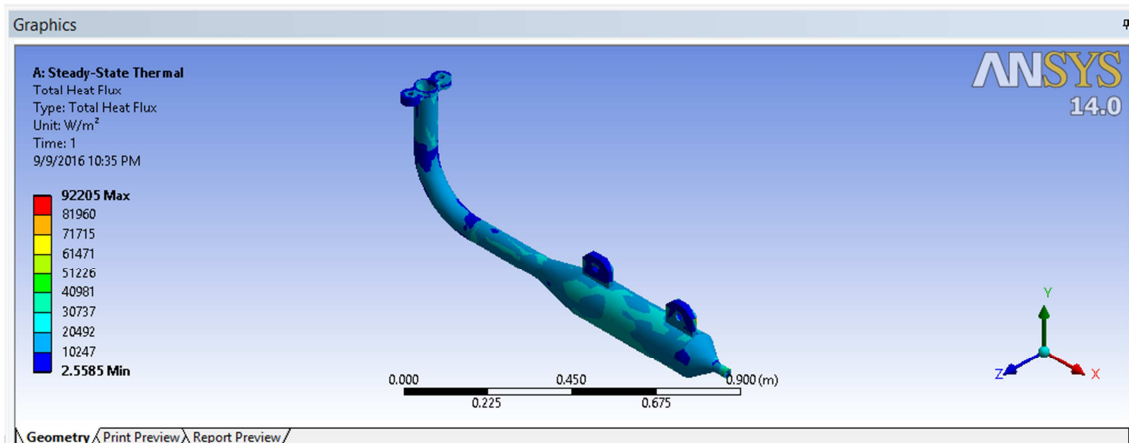 Graphics
A: Steady-State Thermal
Total Heat Flux
Type: Total Heat Flux
Unit: W/m²
Time: 1
9/9/2016 10:35 PM
92205 Max
81960
71715
61471
51226
40981
30737
20492
10247
2.5585 Min
ANSYS
14.0
0.000 0.450 0.900 (m)
0.225 0.675
Y
Z X
Geometry Print Preview Report Preview